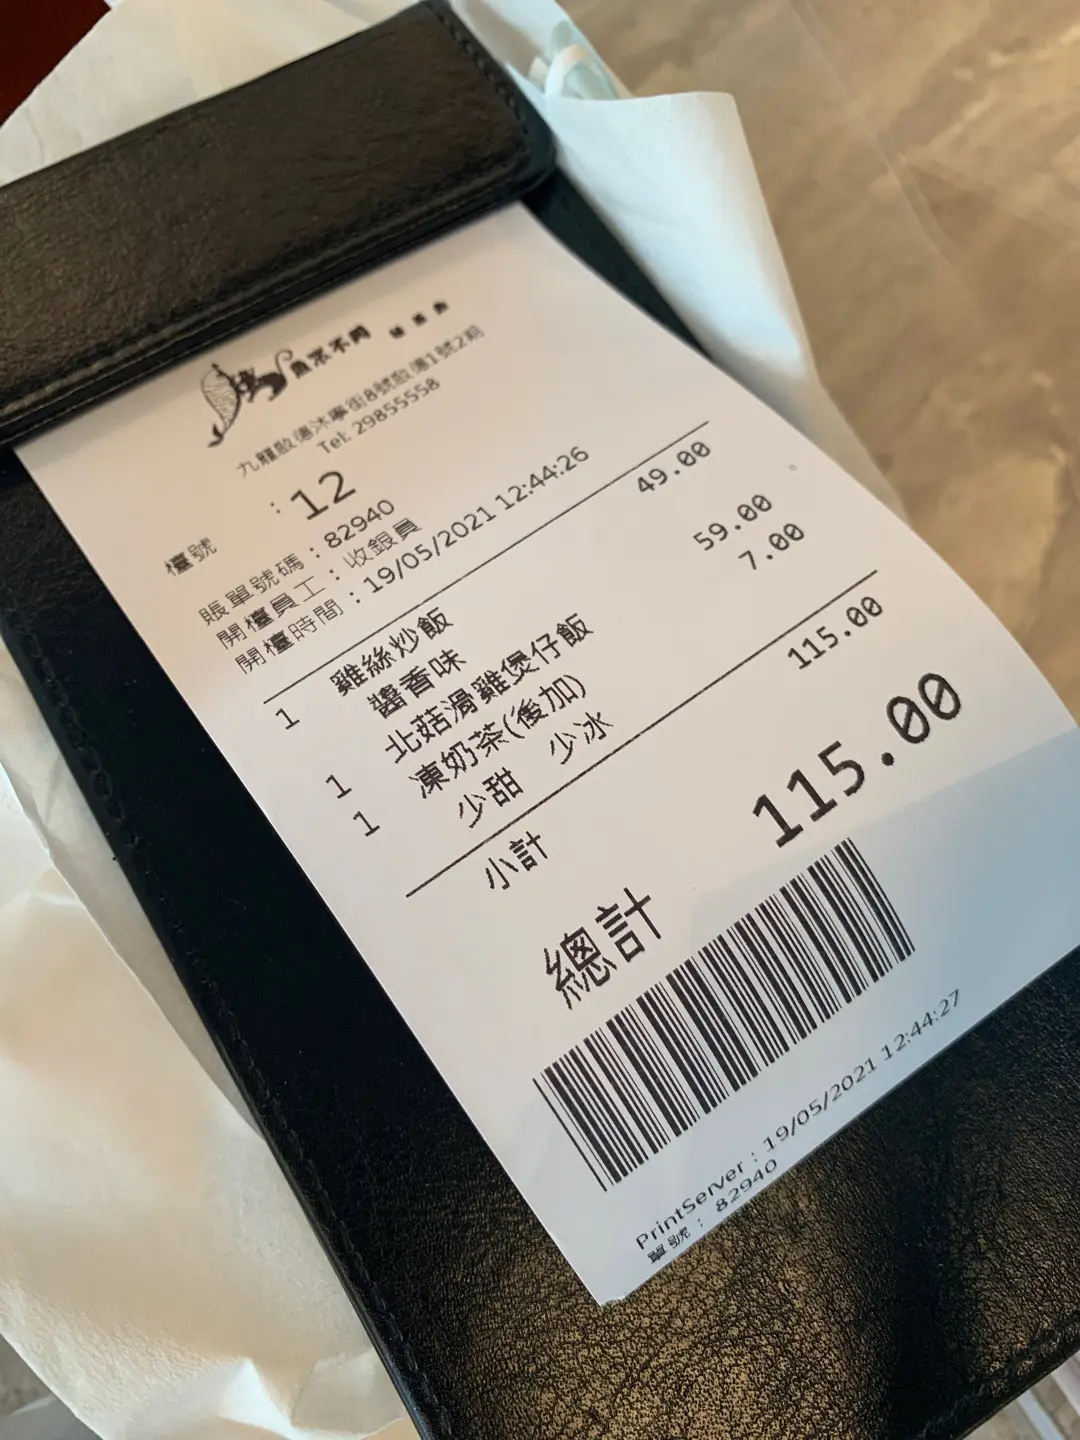 魚眾不同
九龍啟德沐寧街8號啟德1號2期
Tel: 29855558
檯號 : 12
賬單號碼 : 82940
開檯員工 : 收銀員
開檯時間 : 19/05/2021 12:44:26
1 雞絲炒飯 49.00
醬香味
1 北菇滑雞煲仔飯 59.00
1 凍奶茶(後加) 7.00
少甜 少冰
小計 115.00
總計 115.00
PrintServer : 19/05/2021 12:44:27
單號 : 82940